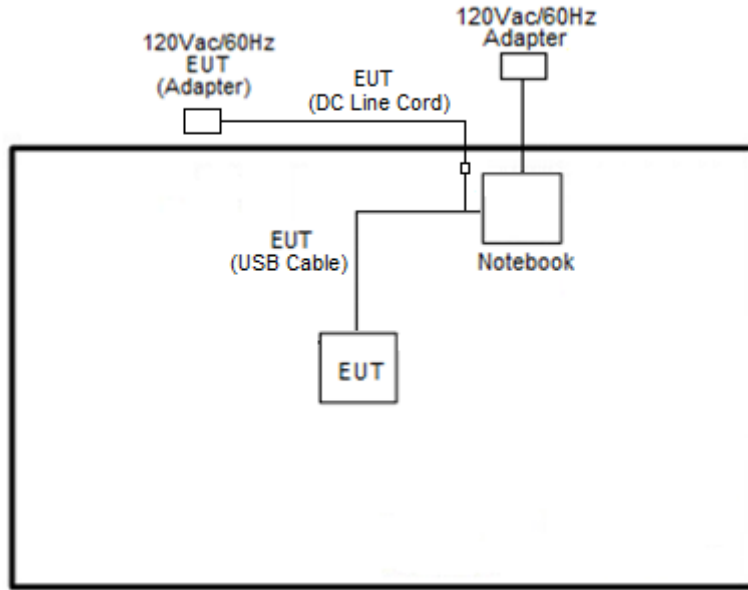 120Vac/60Hz
EUT
(Adapter)
EUT
(DC Line Cord)
120Vac/60Hz
Adapter
EUT
(USB Cable)
Notebook
EUT